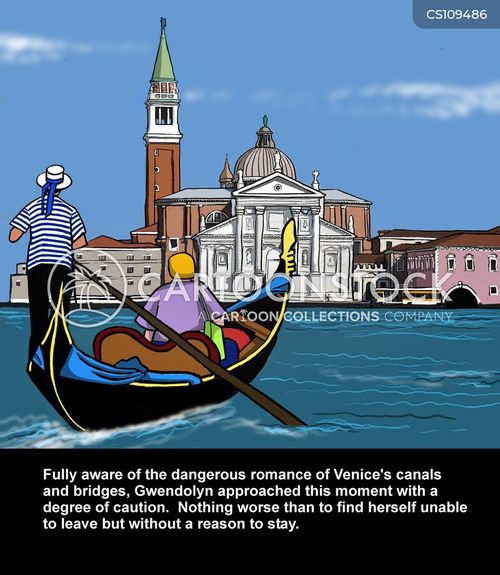 CS109486
CARTOONSTOCK
A CARTOON COLLECTIONS COMPANY
Fully aware of the dangerous romance of Venice's canals
and bridges, Gwendolyn approached this moment with a
degree of caution.  Nothing worse than to find herself unable
to leave but without a reason to stay.